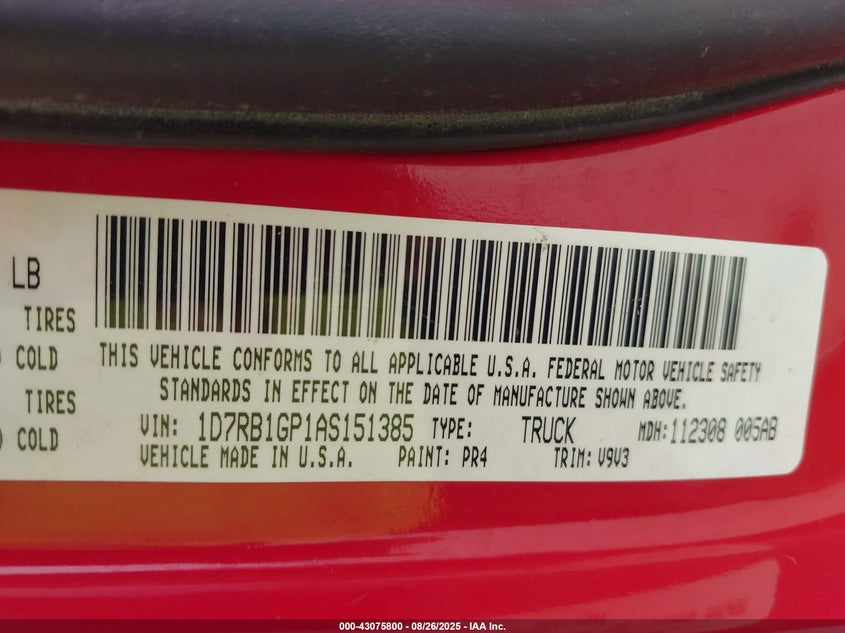 LB
TIRES
COLD
TIRES
COLD
THIS VEHICLE CONFORMS TO ALL APPLICABLE U.S.A. FEDERAL MOTOR VEHICLE SAFETY
STANDARDS IN EFFECT ON THE DATE OF MANUFACTURE SHOWN ABOVE.
VIN: 1D7RB1GP1AS151385 TYPE: TRUCK MDH:112308 005AB
VEHICLE MADE IN U.S.A. PAINT: PR4 TRIM: V9V3
000-43075800 - 08/26/2025 - IAA Inc.